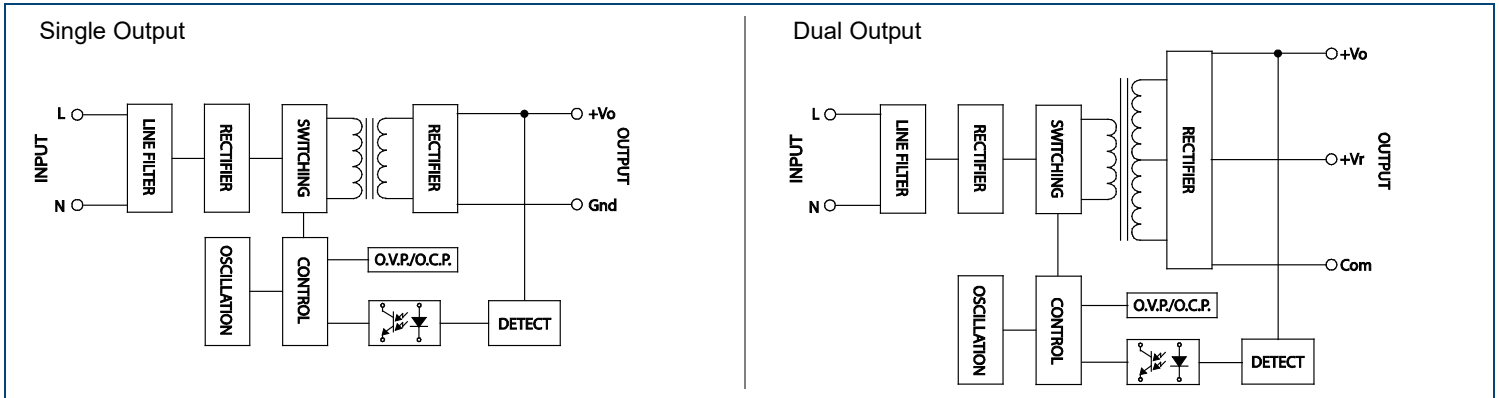 Single Output
L
N
INPUT
LINE FILTER
RECTIFIER
SWITCHING
RECTIFIER
+Vo
OUTPUT
Gnd
OSCILLATION
CONTROL
O.V.P./O.C.P.
DETECT
Dual Output
L
N
INPUT
LINE FILTER
RECTIFIER
SWITCHING
RECTIFIER
+Vo
+Vr
OUTPUT
Com
OSCILLATION
CONTROL
O.V.P./O.C.P.
DETECT